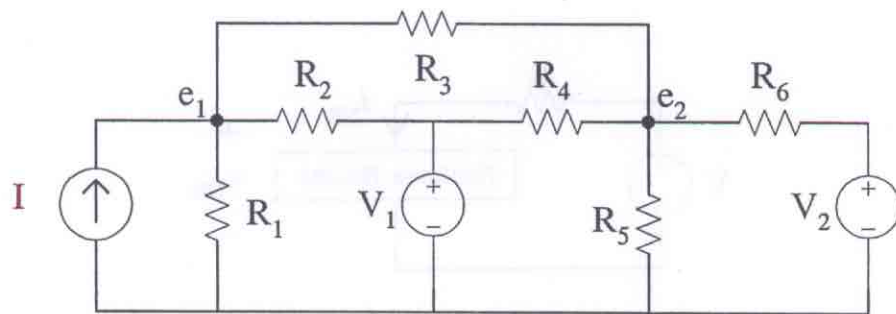 R₃
R₂
R₄
R₆
e₁
e₂
I
R₁
V₁
+
−
R₅
V₂
+
−